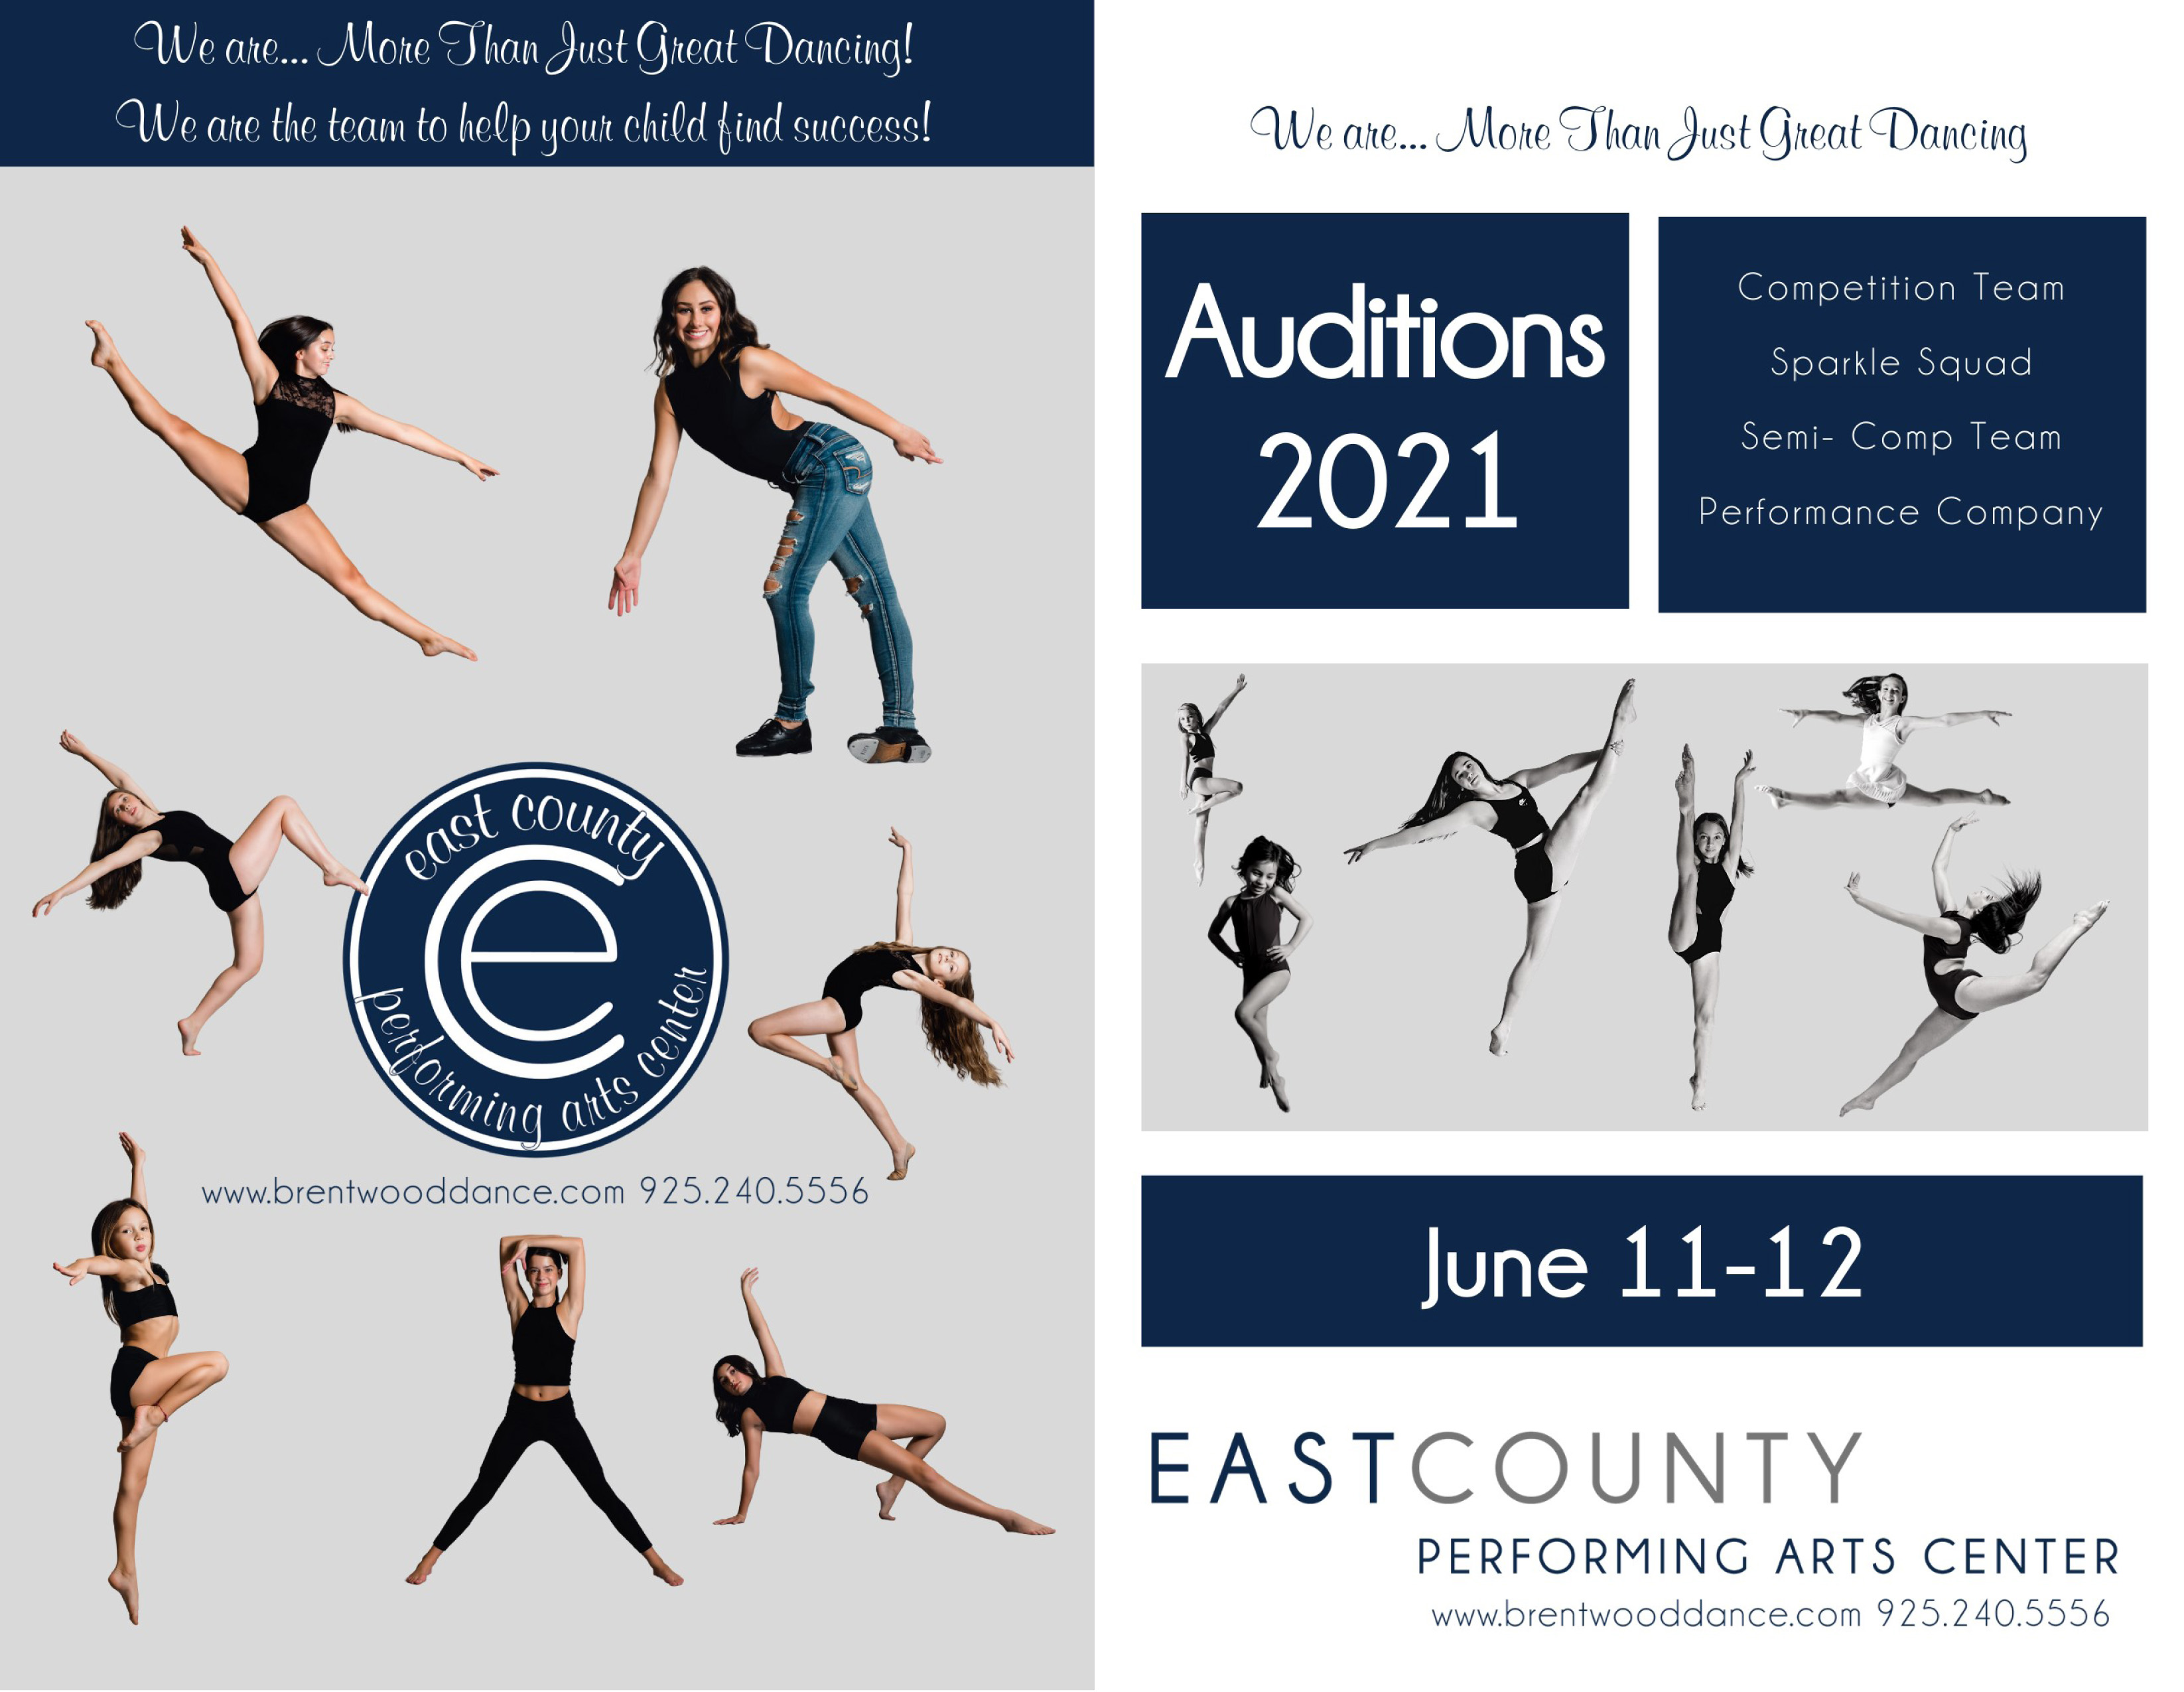 We are... More Than Just Great Dancing!
We are the team to help your child find success!
east county
e
performing arts center
www.brentwooddance.com 925.240.5556
We are... More Than Just Great Dancing
Auditions
2021
Competition Team
Sparkle Squad
Semi- Comp Team
Performance Company
June 11-12
EASTCOUNTY
PERFORMING ARTS CENTER
www.brentwooddance.com 925.240.5556